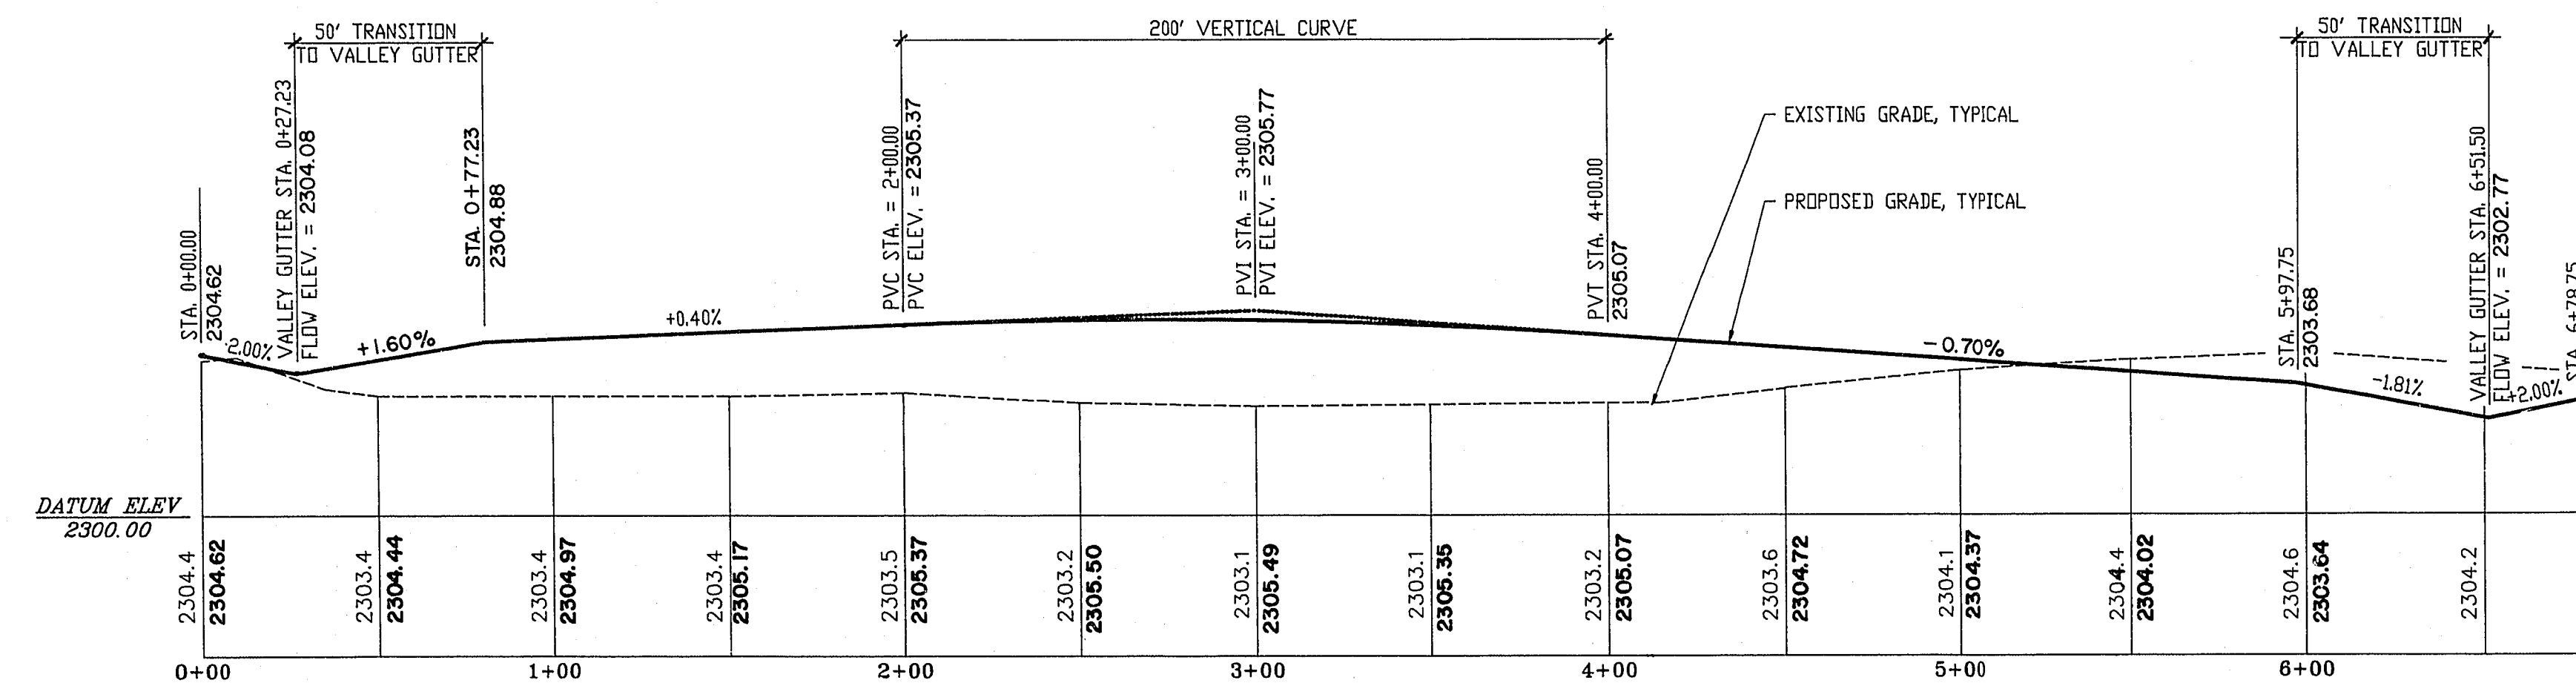 50' TRANSITION
TO VALLEY GUTTER
200' VERTICAL CURVE
50' TRANSITION
TO VALLEY GUTTER
STA. 0+00.00
2304.62
VALLEY GUTTER STA. 0+27.23
FLOW ELEV. = 2304.08
STA. 0+77.23
2304.88
PVC STA. = 2+00.00
PVC ELEV. = 2305.37
PVI STA. = 3+00.00
PVI ELEV. = 2305.77
PVT STA. 4+00.00
2305.07
EXISTING GRADE, TYPICAL
PROPOSED GRADE, TYPICAL
STA. 5+97.75
2303.68
VALLEY GUTTER STA. 6+51.50
FLOW ELEV. = 2302.77
STA. 6+78.75
-2.00%
+1.60%
+0.40%
-0.70%
-1.81%
+2.00%
DATUM ELEV
2300.00
2304.4
2304.62
2303.4
2304.44
2303.4
2304.97
2303.4
2305.17
2303.5
2305.37
2303.2
2305.50
2303.1
2305.49
2303.1
2305.35
2303.2
2305.07
2303.6
2304.72
2304.1
2304.37
2304.4
2304.02
2304.6
2303.64
2304.2
0+00 1+00 2+00 3+00 4+00 5+00 6+00